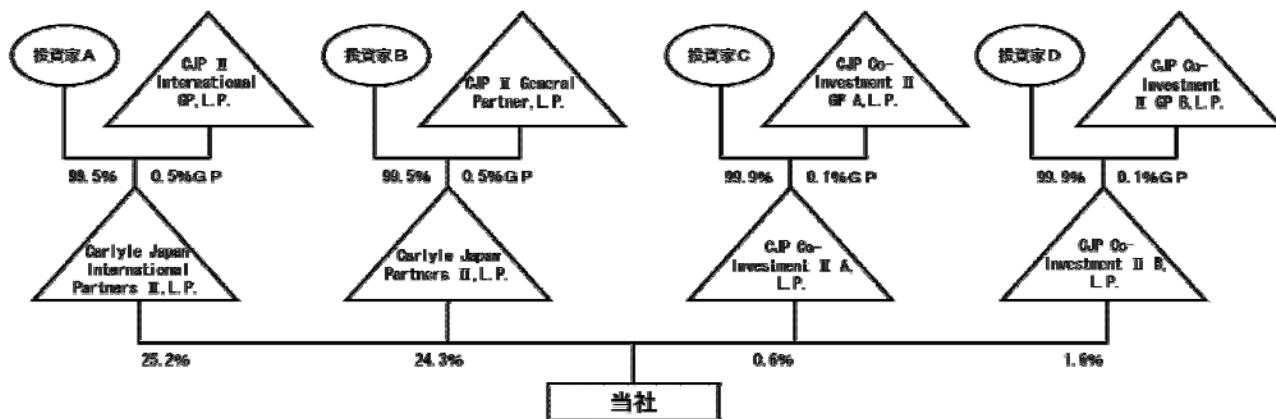 投資家A
CJP II
International
GP,L.P.
投資家B
CJP II General
Partner,L.P.
投資家C
CJP Co-
Investment II
GP A,L.P.
投資家D
CJP Co-
Investment
II GP B,L.P.
99.5%
0.5%GP
99.5%
0.5%GP
99.9%
0.1%GP
99.9%
0.1%GP
Carlyle Japan
International
Partners II,L.P.
Carlyle Japan
Partners II,L.P.
CJP Co-
Investment II A,
L.P.
CJP Co-
Investment II B,
L.P.
25.2%
24.3%
0.6%
1.6%
当社